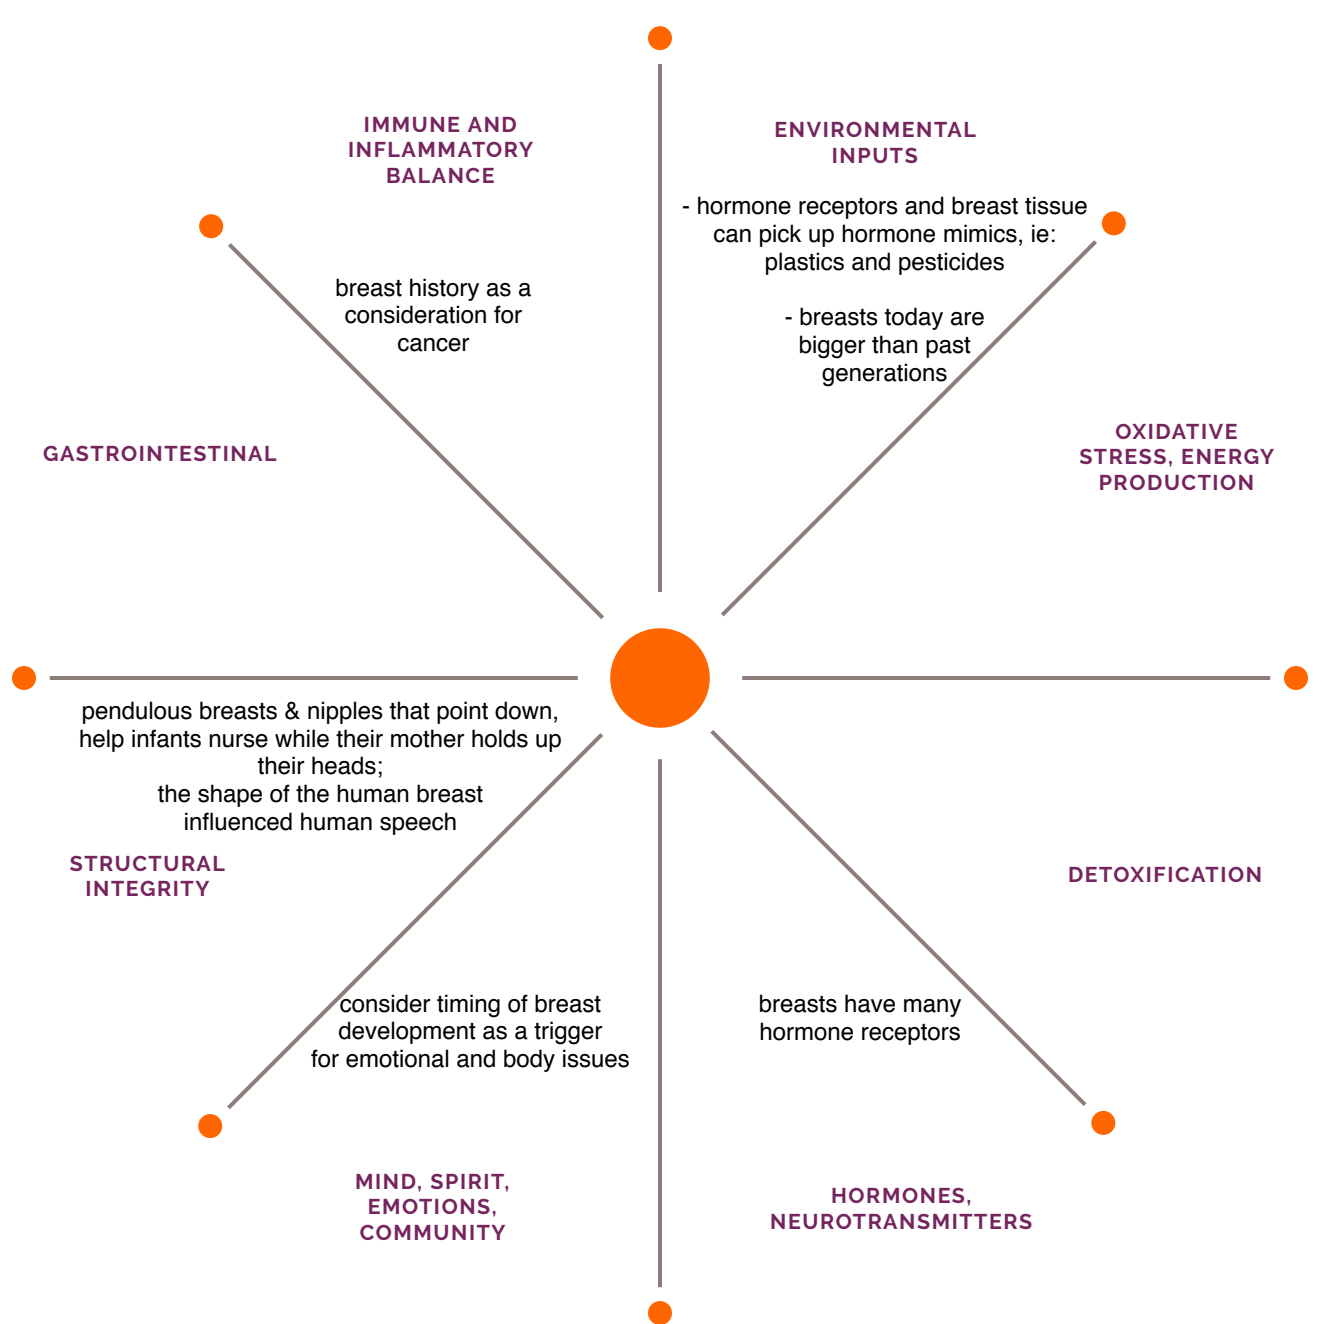 IMMUNE AND
INFLAMMATORY
BALANCE
breast history as a
consideration for
cancer
ENVIRONMENTAL
INPUTS
- hormone receptors and breast tissue
can pick up hormone mimics, ie:
plastics and pesticides
- breasts today are
bigger than past
generations
GASTROINTESTINAL
OXIDATIVE
STRESS, ENERGY
PRODUCTION
pendulous breasts & nipples that point down,
help infants nurse while their mother holds up
their heads;
the shape of the human breast
influenced human speech
STRUCTURAL
INTEGRITY
DETOXIFICATION
consider timing of breast
development as a trigger
for emotional and body issues
MIND, SPIRIT,
EMOTIONS,
COMMUNITY
breasts have many
hormone receptors
HORMONES,
NEUROTRANSMITTERS